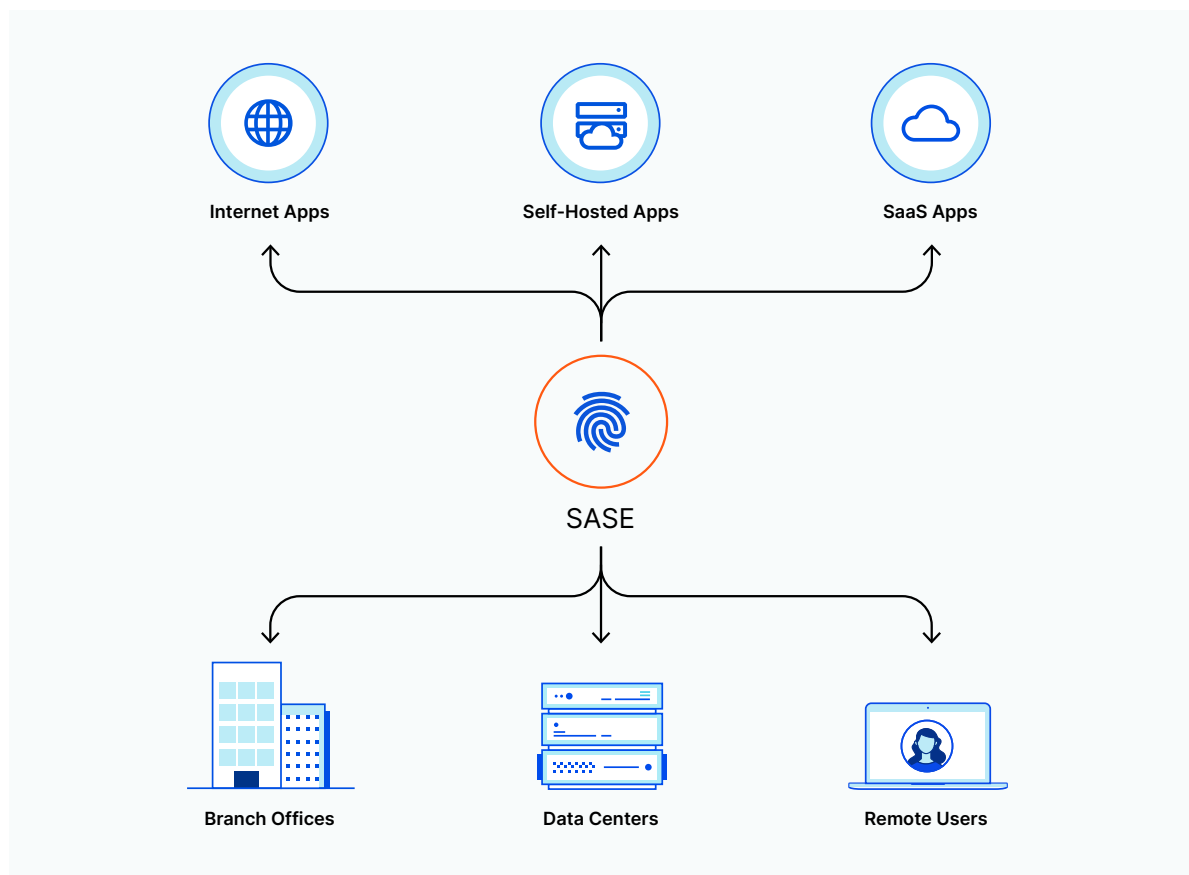 Internet Apps
Self-Hosted Apps
SaaS Apps
SASE
Branch Offices
Data Centers
Remote Users